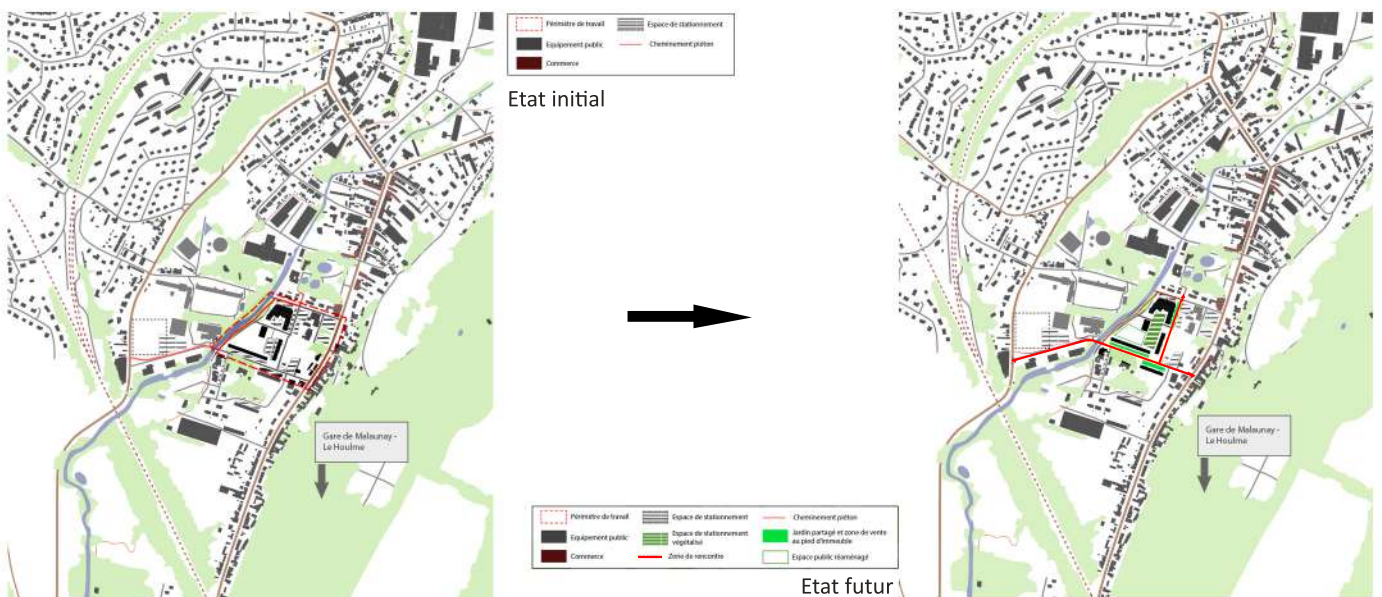 Périmètre de travail
Espace de stationnement
Equipement public
Cheminement piéton
Commerce
Etat initial
Gare de Malaunay -
Le Houlme
Gare de Malaunay -
Le Houlme
Périmètre de travail
Espace de stationnement
Cheminement piéton
Equipement public
Espace de stationnement
végétalisé
Jardin partagé et zone de vente
au pied d'immeuble
Commerce
Zone de rencontre
Espace public réaménagé
Etat futur